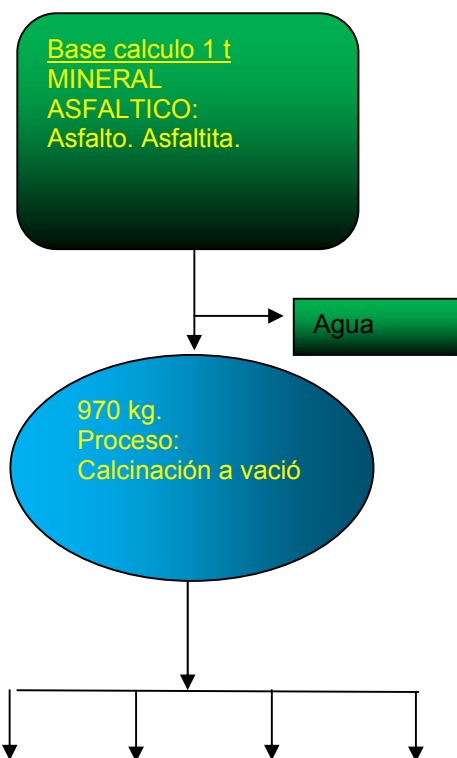 Base calculo 1 t
MINERAL
ASFALTICO:
Asfalto. Asfaltita.
Agua
970 kg.
Proceso:
Calcinación a vació